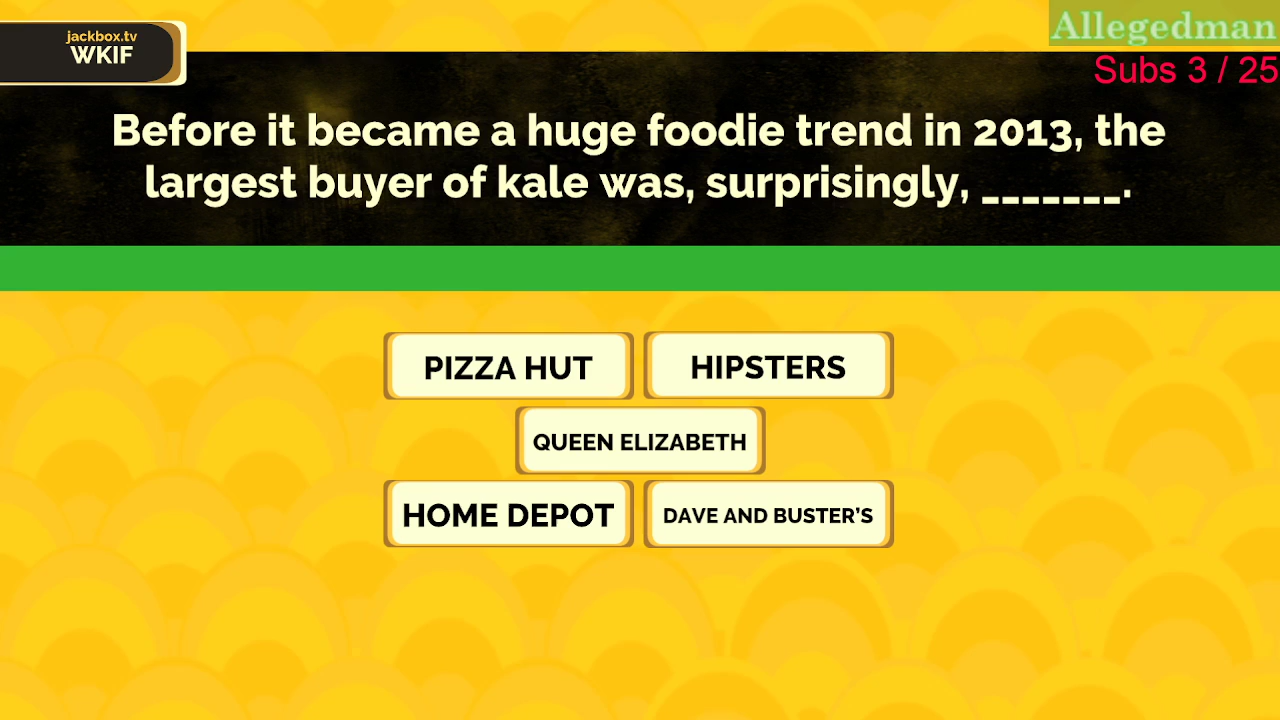 jackbox.tv
WKIF
Allegedman
Subs 3 / 25
Before it became a huge foodie trend in 2013, the
largest buyer of kale was, surprisingly, _______.
PIZZA HUT
HIPSTERS
QUEEN ELIZABETH
HOME DEPOT
DAVE AND BUSTER’S